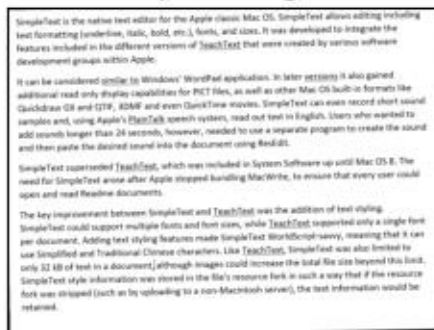 SimpleText is the native text editor for the Apple classic Mac OS. SimpleText allows editing including
text formatting (underline, italic, bold, etc.), fonts, and sizes. It was developed to integrate the
features included in the different versions of TeachText that were created by various software
development groups within Apple.
It can be considered similar to Windows' WordPad application. In later versions it also gained
additional read only display capabilities for PICT files, as well as other Mac OS built-in formats like
Quickdraw GX and QTIF, 3DMF and even QuickTime movies. SimpleText can even record short sound
samples and, using Apple's PlainTalk speech system, read out text in English. Users who wanted to
add sounds longer than 24 seconds, however, needed to use a separate program to create the sound
and then paste the desired sound into the document using ResEdit.
SimpleText superseded TeachText, which was included in System Software up until Mac OS 8. The
need for SimpleText arose after Apple stopped bundling MacWrite, to ensure that every user could
open and read Readme documents.
The key improvement between SimpleText and TeachText was the addition of text styling.
SimpleText could support multiple fonts and font sizes, while TeachText supported only a single font
per document. Adding text styling features made SimpleText WorldScript-savvy, meaning that it can
use Simplified and Traditional Chinese characters. Like TeachText, SimpleText was also limited to
only 32 kB of text in a document, although images could increase the total file size beyond this limit.
SimpleText style information was stored in the file's resource fork in such a way that if the resource
fork was stripped (such as by uploading to a non-Macintosh server), the text information would be
retained.